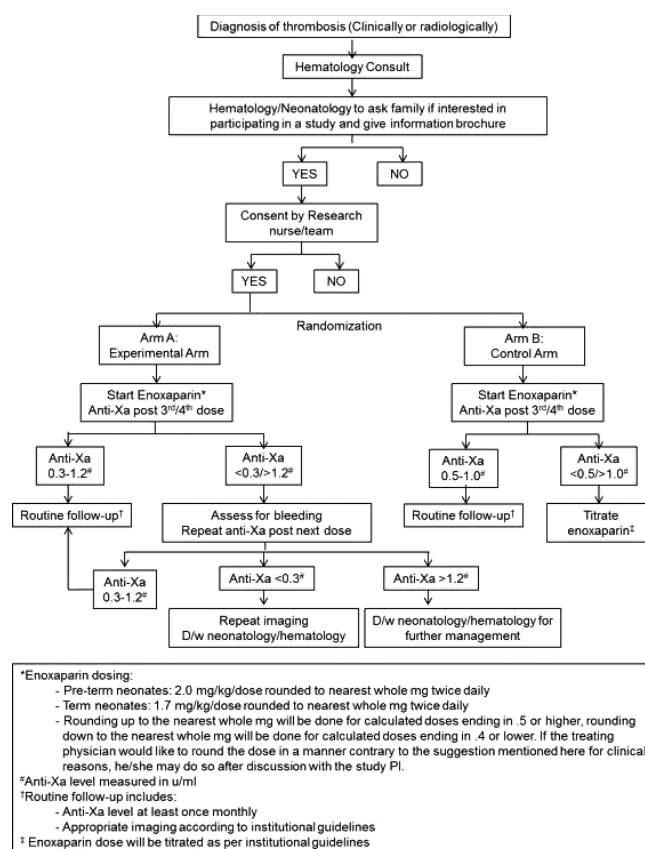 Diagnosis of thrombosis (Clinically or radiologically)
Hematology Consult
Hematology/Neonatology to ask family if interested in
participating in a study and give information brochure
YES
NO
Consent by Research
nurse/team
YES
NO
Randomization
Arm A:
Experimental Arm
Arm B:
Control Arm
Start Enoxaparin*
Anti-Xa post 3rd/4th dose
Start Enoxaparin*
Anti-Xa post 3rd/4th dose
Anti-Xa
0.3-1.2#
Anti-Xa
<0.3/>1.2#
Anti-Xa
0.5-1.0#
Anti-Xa
<0.5/>1.0#
Routine follow-up†
Assess for bleeding
Repeat anti-Xa post next dose
Routine follow-up†
Titrate
enoxaparin‡
Anti-Xa
0.3-1.2#
Anti-Xa <0.3#
Anti-Xa >1.2#
Repeat imaging
D/w neonatology/hematology
D/w neonatology/hematology for
further management
*Enoxaparin dosing:
- Pre-term neonates: 2.0 mg/kg/dose rounded to nearest whole mg twice daily
- Term neonates: 1.7 mg/kg/dose rounded to nearest whole mg twice daily
- Rounding up to the nearest whole mg will be done for calculated doses ending in .5 or higher, rounding
down to the nearest whole mg will be done for calculated doses ending in .4 or lower. If the treating
physician would like to round the dose in a manner contrary to the suggestion mentioned here for clinical
reasons, he/she may do so after discussion with the study PI.
#Anti-Xa level measured in u/ml
†Routine follow-up includes:
- Anti-Xa level at least once monthly
- Appropriate imaging according to institutional guidelines
‡ Enoxaparin dose will be titrated as per institutional guidelines